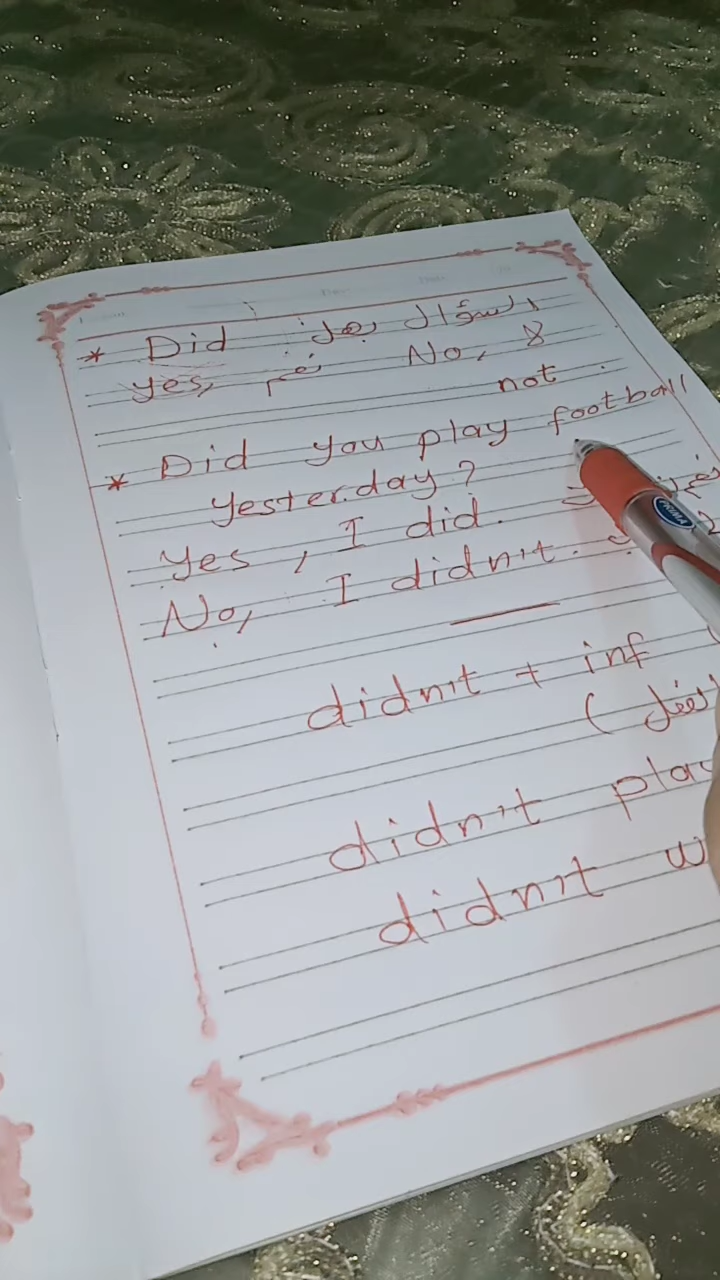 * Did السؤال بهل:
yes, نعم No, لا
not
* Did you play football
yesterday?
Yes, I did.
No, I didn't.
didn't + inf (
(
didn't play
didn't w
PRIMA